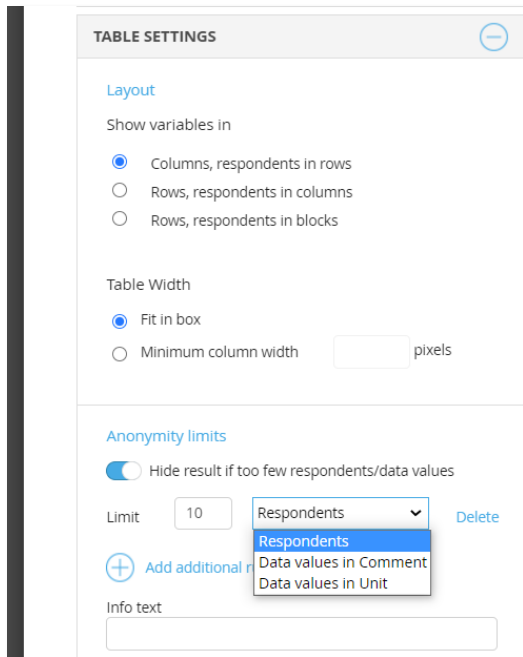 TABLE SETTINGS
Layout
Show variables in
Columns, respondents in rows
Rows, respondents in columns
Rows, respondents in blocks
Table Width
Fit in box
Minimum column width pixels
Anonymity limits
Hide result if too few respondents/data values
Limit 10 Respondents Delete
Respondents
Add additional r
Data values in Comment
Data values in Unit
Info text